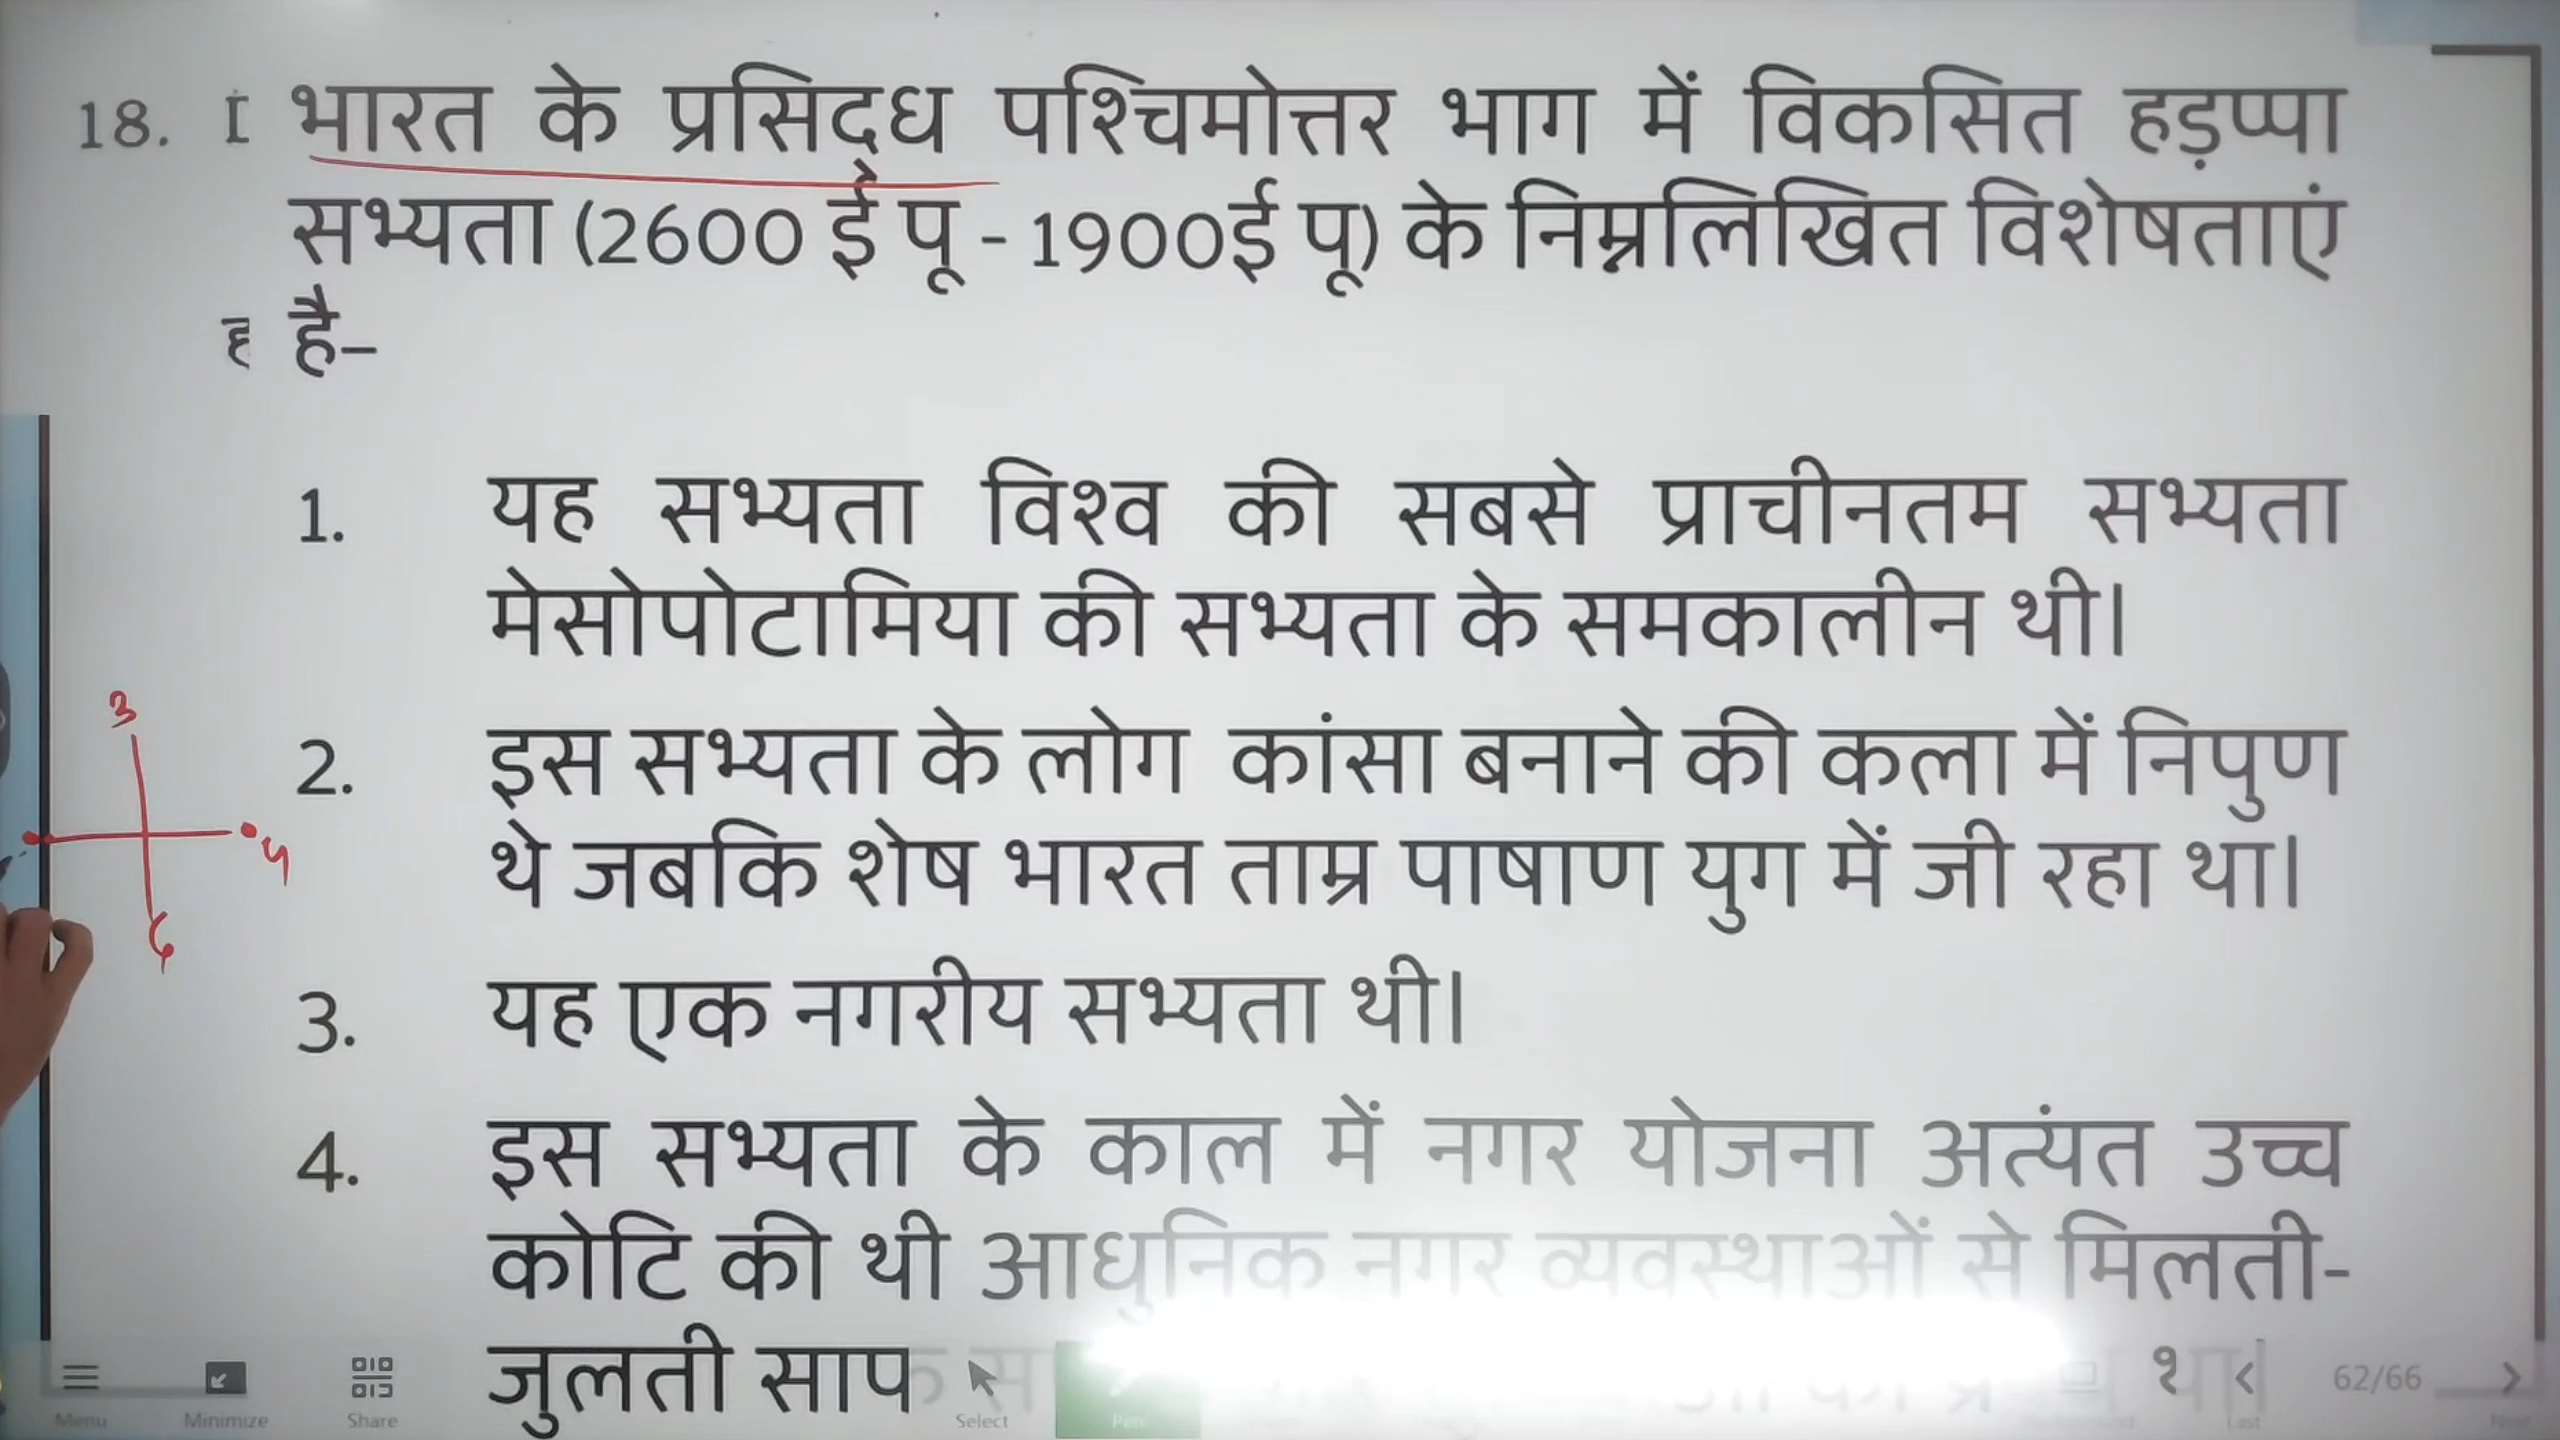 18. I भारत के प्रसिद्ध पश्चिमोत्तर भाग में विकसित हड़प्पा
सभ्यता (2600 ई पू - 1900ई पू) के निम्नलिखित विशेषताएं
है–
1. यह सभ्यता विश्व की सबसे प्राचीनतम सभ्यता
मेसोपोटामिया की सभ्यता के समकालीन थी।
2. इस सभ्यता के लोग कांसा बनाने की कला में निपुण
थे जबकि शेष भारत ताम्र पाषाण युग में जी रहा था।
3. यह एक नगरीय सभ्यता थी।
4. इस सभ्यता के काल में नगर योजना अत्यंत उच्च
कोटि की थी आधुनिक नगर व्यवस्थाओं से मिलती-
जुलती
62/66
Menu Minimize Share Select Pen